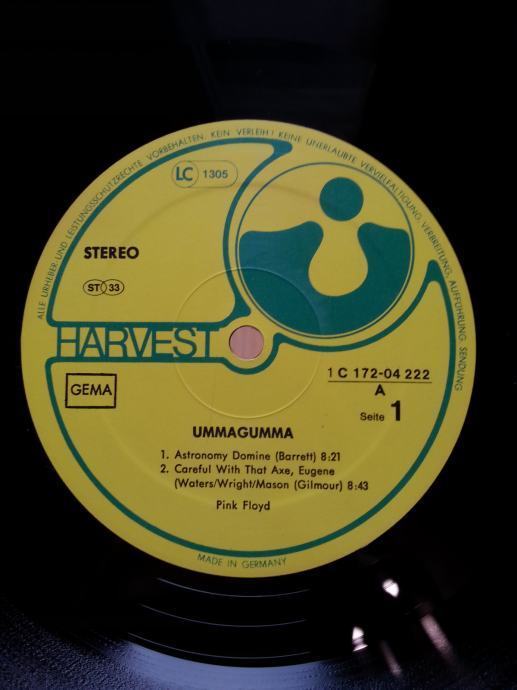 ALLE URHEBER UND LEISTUNGSSCHUTZRECHTE VORBEHALTEN. KEIN VERLEIH! KEINE UNERLAUBTE VERVIELFÄLTIGUNG, VERBREITUNG, AUFFÜHRUNG, SENDUNG
LC 1305
STEREO
ST 33
HARVEST
GEMA
1 C 172-04 222
A
Seite 1
UMMAGUMMA
1. Astronomy Domine (Barrett) 8:21
2. Careful With That Axe, Eugene
(Waters/Wright/Mason (Gilmour) 8:43
Pink Floyd
MADE IN GERMANY